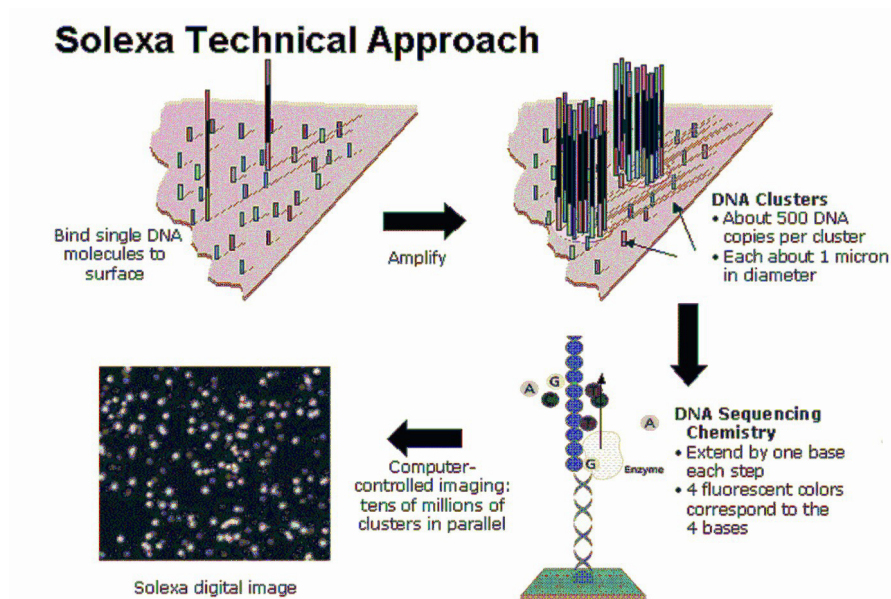 Solexa Technical Approach
Bind single DNA
molecules to
surface
Amplify
DNA Clusters
• About 500 DNA
copies per cluster
• Each about 1 micron
in diameter
A
G
C
T
T
A
G
Enzyme
DNA Sequencing
Chemistry
• Extend by one base
each step
• 4 fluorescent colors
correspond to the
4 bases
Computer-
controlled imaging:
tens of millions of
clusters in parallel
Solexa digital image